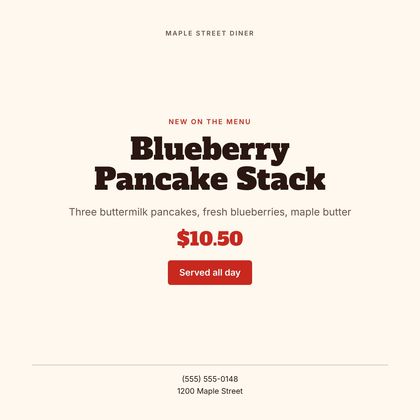 MAPLE STREET DINER
NEW ON THE MENU
Blueberry
Pancake Stack
Three buttermilk pancakes, fresh blueberries, maple butter
$10.50
Served all day
(555) 555-0148
1200 Maple Street